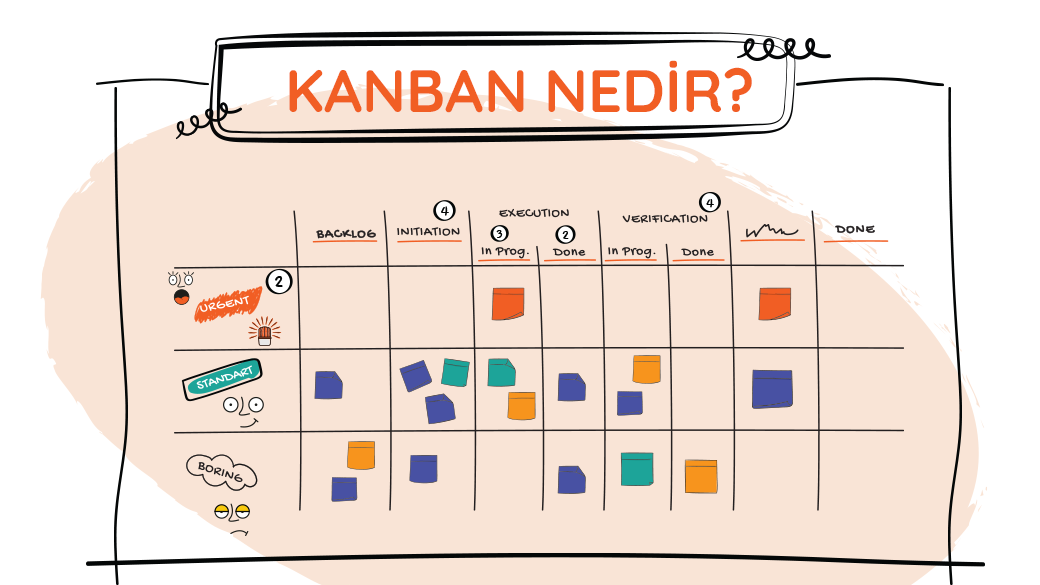 KANBAN NEDİR?
4
EXECUTION
4
VERIFICATION
BACKLOG
INITIATION
3
2
DONE
In Prog.
Done
In Prog.
Done
2
URGENT
STANDART
BORING